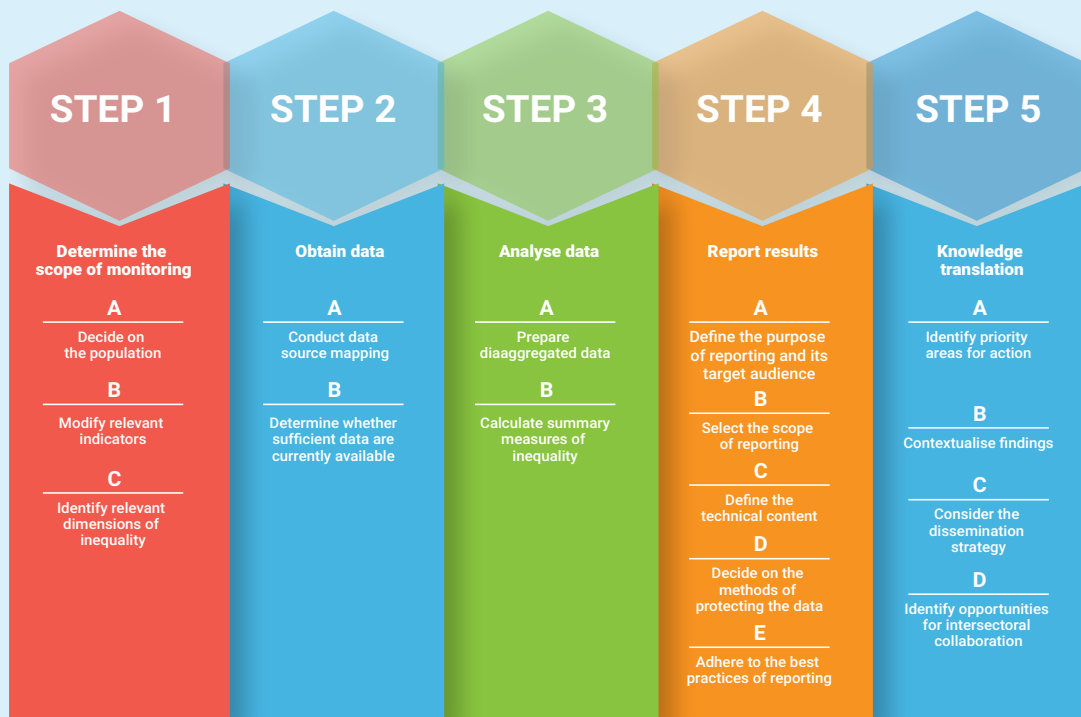 STEP 1
Determine the
scope of monitoring
A
Decide on
the population
B
Modify relevant
indicators
C
Identify relevant
dimensions of
inequality
STEP 2
Obtain data
A
Conduct data
source mapping
B
Determine whether
sufficient data are
currently available
STEP 3
Analyse data
A
Prepare
diaaggregated data
B
Calculate summary
measures of
inequality
STEP 4
Report results
A
Define the purpose
of reporting and its
target audience
B
Select the scope
of reporting
C
Define the
technical content
D
Decide on the
methods of
protecting the data
E
Adhere to the best
practices of reporting
STEP 5
Knowledge
translation
A
Identify priority
areas for action
B
Contextualise findings
C
Consider the
dissemination
strategy
D
Identify opportunities
for intersectoral
collaboration